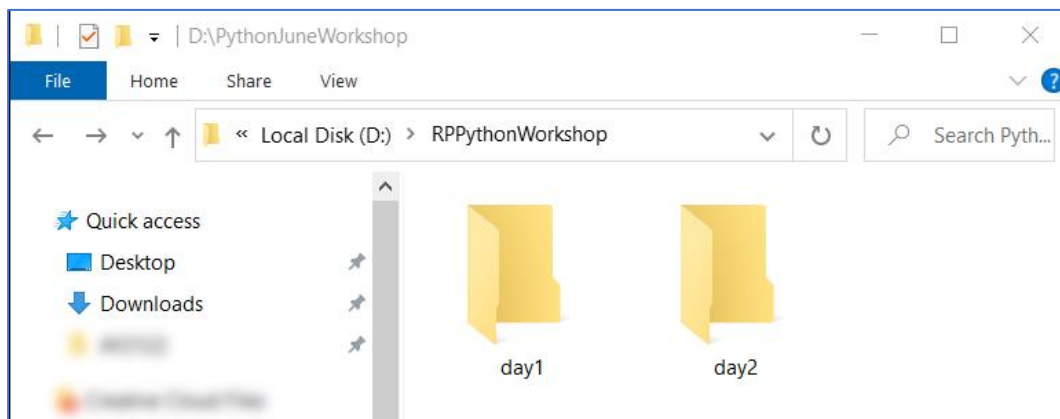 D:\PythonJuneWorkshop
File Home Share View
« Local Disk (D:) > RPPythonWorkshop
Search Pyth...
Quick access
Desktop
Downloads
day1 day2